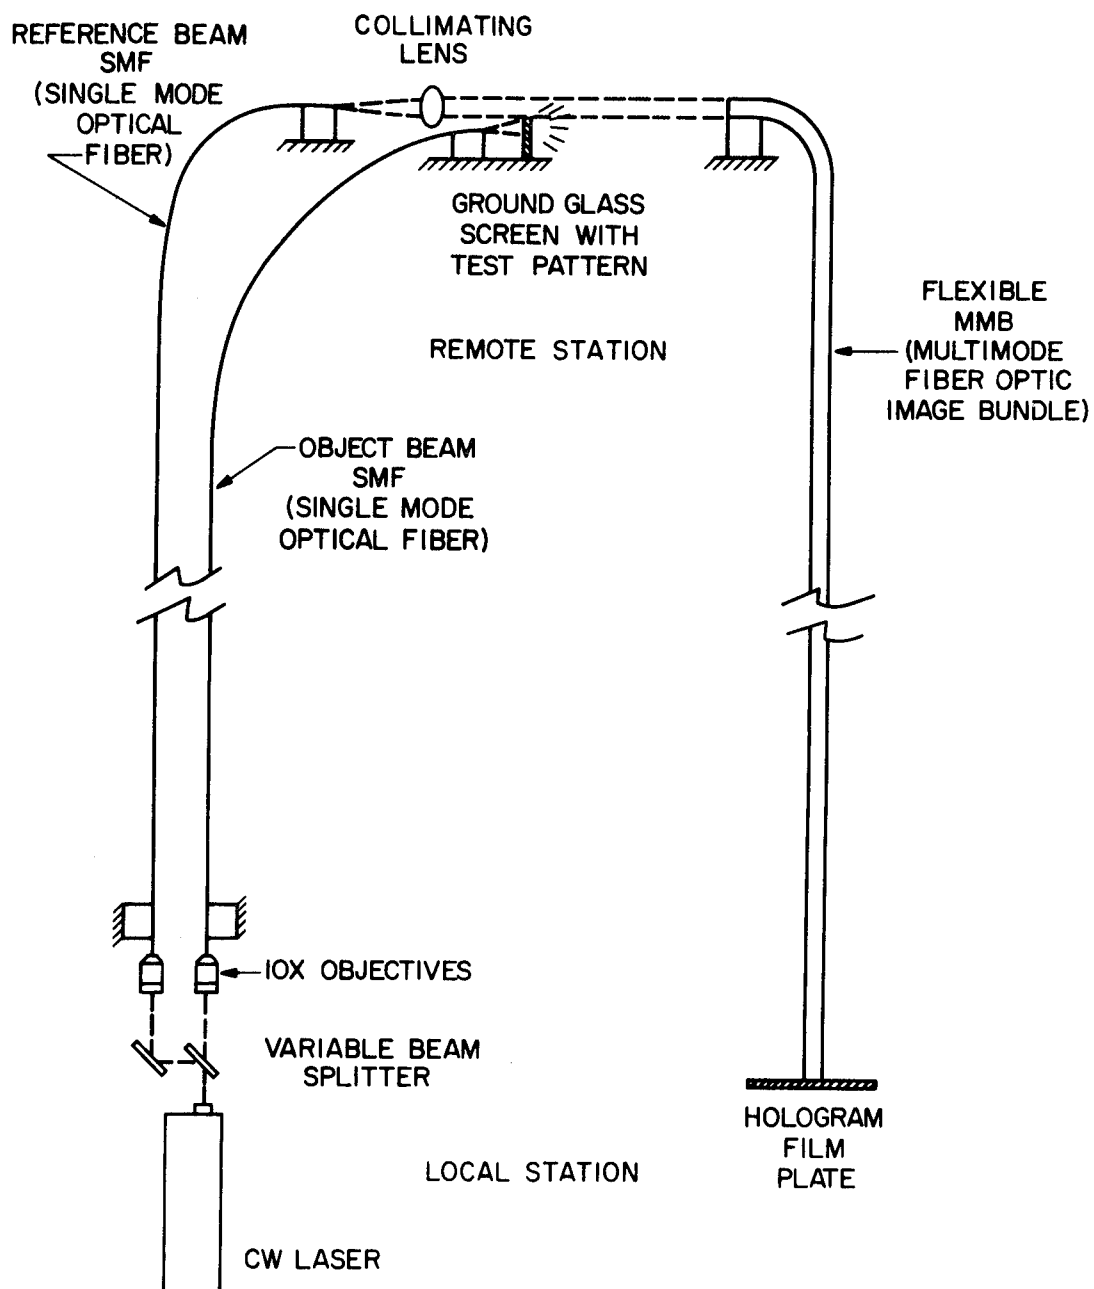 REFERENCE BEAM
SMF
(SINGLE MODE
OPTICAL
FIBER)
COLLIMATING
LENS
GROUND GLASS
SCREEN WITH
TEST PATTERN
REMOTE STATION
FLEXIBLE
MMB
(MULTIMODE
FIBER OPTIC
IMAGE BUNDLE)
OBJECT BEAM
SMF
(SINGLE MODE
OPTICAL FIBER)
10X OBJECTIVES
VARIABLE BEAM
SPLITTER
HOLOGRAM
FILM
PLATE
LOCAL STATION
CW LASER